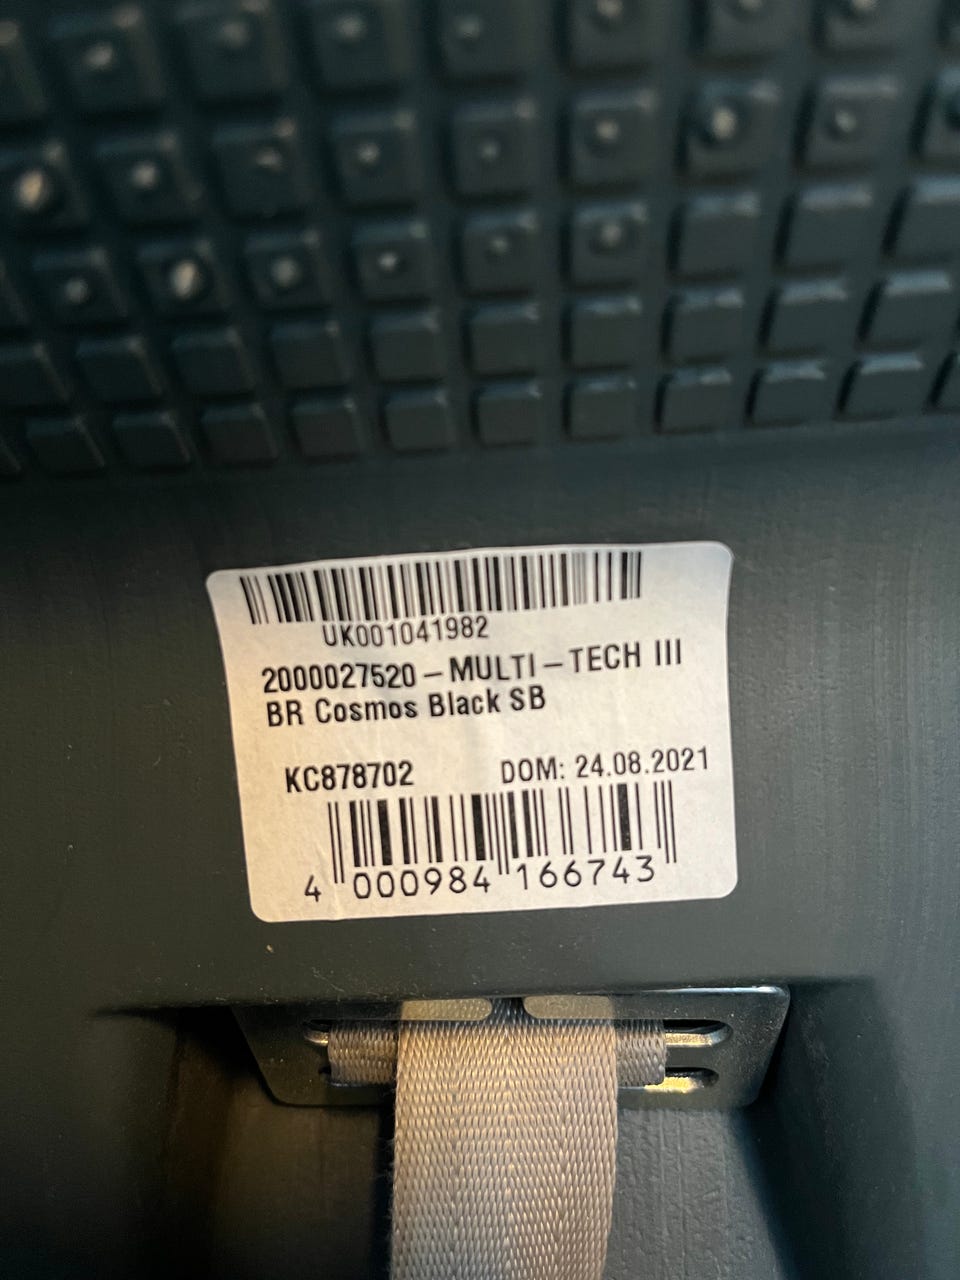 UK001041982
2000027520 – MULTI – TECH III
BR Cosmos Black SB
KC878702 DOM: 24.08.2021
4 000984 166743